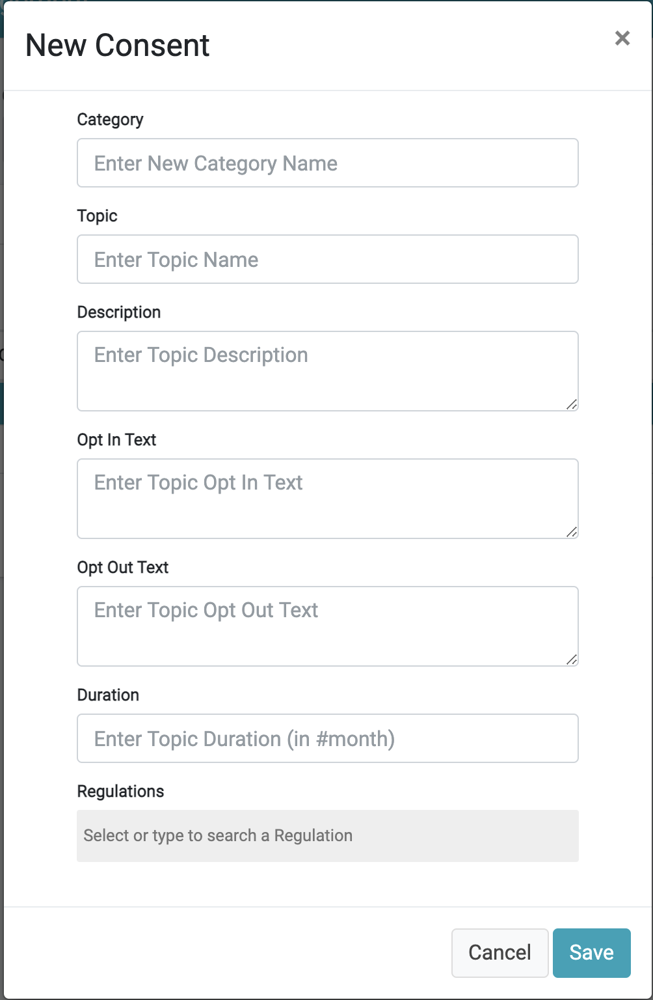 New Consent
×
Category
Enter New Category Name
Topic
Enter Topic Name
Description
Enter Topic Description
Opt In Text
Enter Topic Opt In Text
Opt Out Text
Enter Topic Opt Out Text
Duration
Enter Topic Duration (in #month)
Regulations
Select or type to search a Regulation
Cancel Save